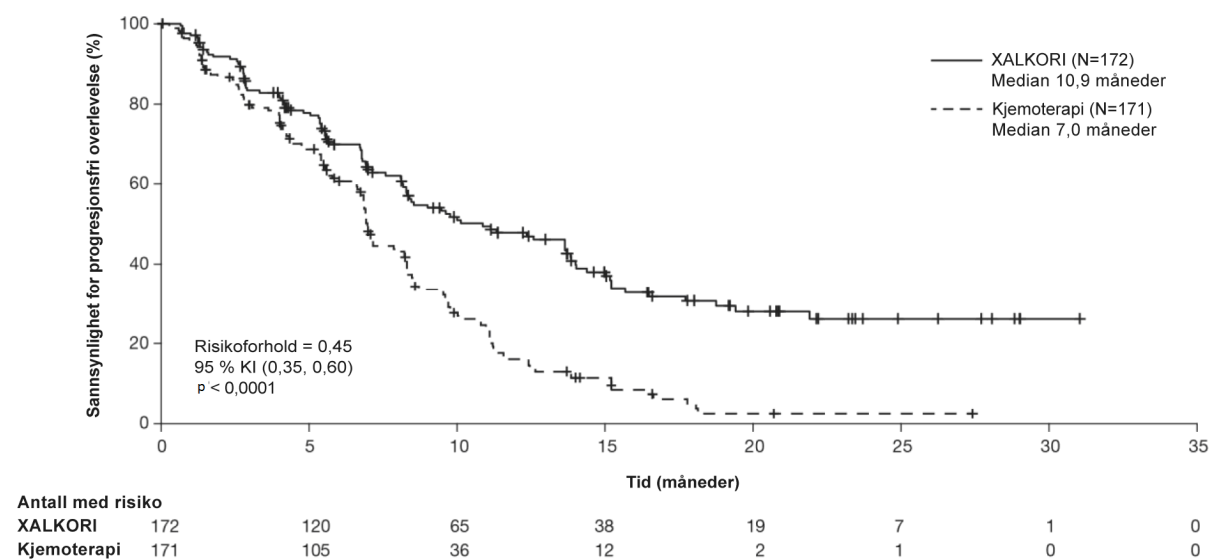 Sannsynlighet for progresjonsfri overlevelse (%)
100
80
60
40
20
0
XALKORI (N=172)
Median 10,9 måneder
Kjemoterapi (N=171)
Median 7,0 måneder
Risikoforhold = 0,45
95 % KI (0,35, 0,60)
p < 0,0001
0 5 10 15 20 25 30 35
Tid (måneder)
Antall med risiko
XALKORI 172 120 65 38 19 7 1 0
Kjemoterapi 171 105 36 12 2 1 0 0